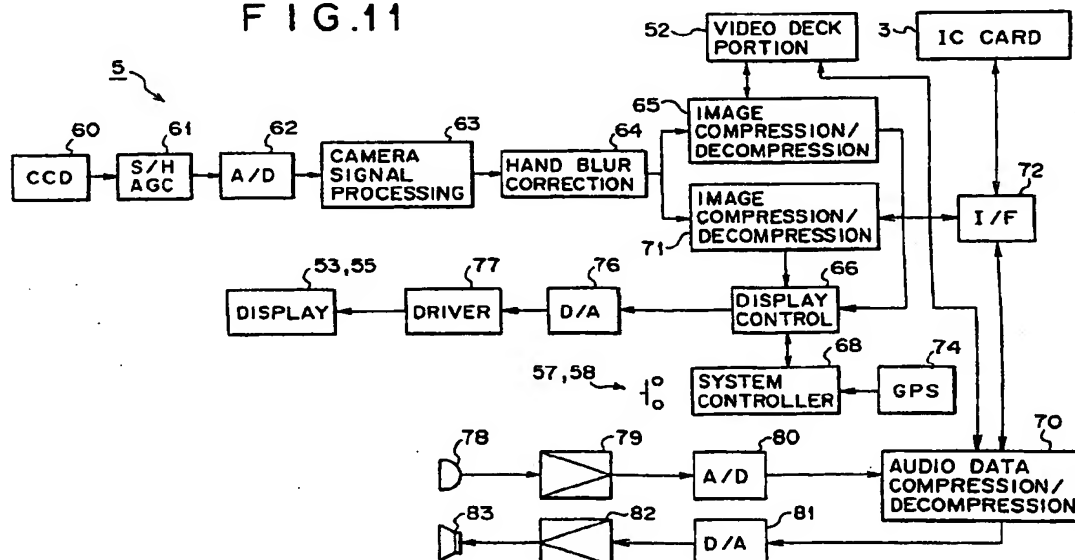 F I G.11
5
60
CCD
61
S/H
AGC
62
A/D
63
CAMERA
SIGNAL
PROCESSING
64
HAND BLUR
CORRECTION
52
VIDEO DECK
PORTION
3
IC CARD
65
IMAGE
COMPRESSION/
DECOMPRESSION
71
IMAGE
COMPRESSION/
DECOMPRESSION
72
I/F
53,55
DISPLAY
77
DRIVER
76
D/A
66
DISPLAY
CONTROL
57,58
68
SYSTEM
CONTROLLER
74
GPS
78
79
80
A/D
70
AUDIO DATA
COMPRESSION/
DECOMPRESSION
83
82
81
D/A